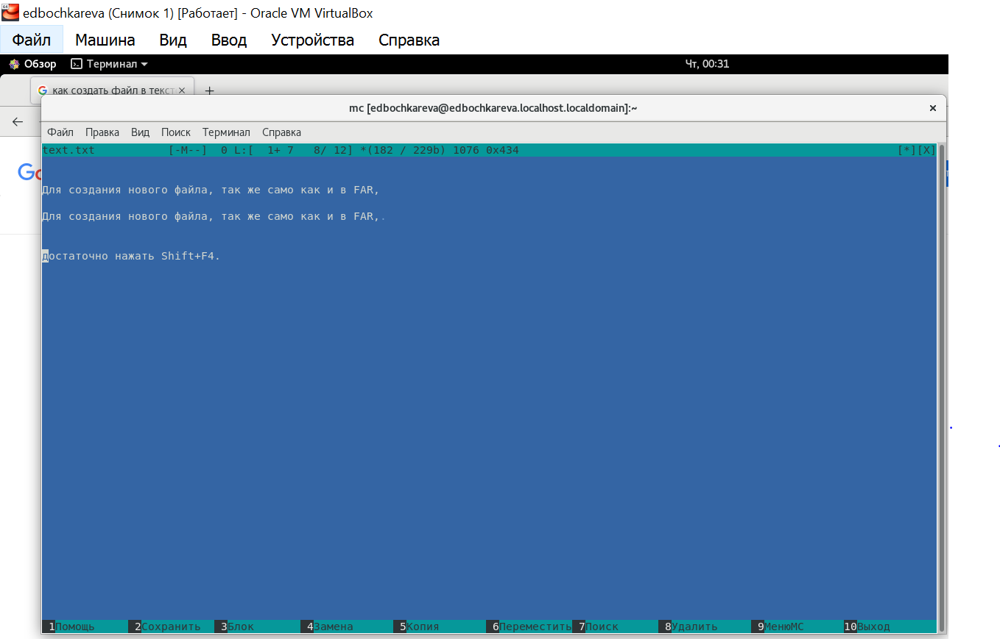 edbochkareva (Снимок 1) [Работает] - Oracle VM VirtualBox
Файл Машина Вид Ввод Устройства Справка
Обзор Терминал Чт, 00:31
как создать файл в текст
mc [edbochkareva@edbochkareva.localhost.localdomain]:~
Файл Правка Вид Поиск Терминал Справка
text.txt [-M--] 0 L:[ 1+ 7 8/ 12] *(182 / 229b) 1076 0x434 [*][X]
Для создания нового файла, так же само как и в FAR,
Для создания нового файла, так же само как и в FAR,.
достаточно нажать Shift+F4.
1Помощь 2Сохранить 3Блок 4Замена 5Копия 6Переместить 7Поиск 8Удалить 9МенюМС 10Выход